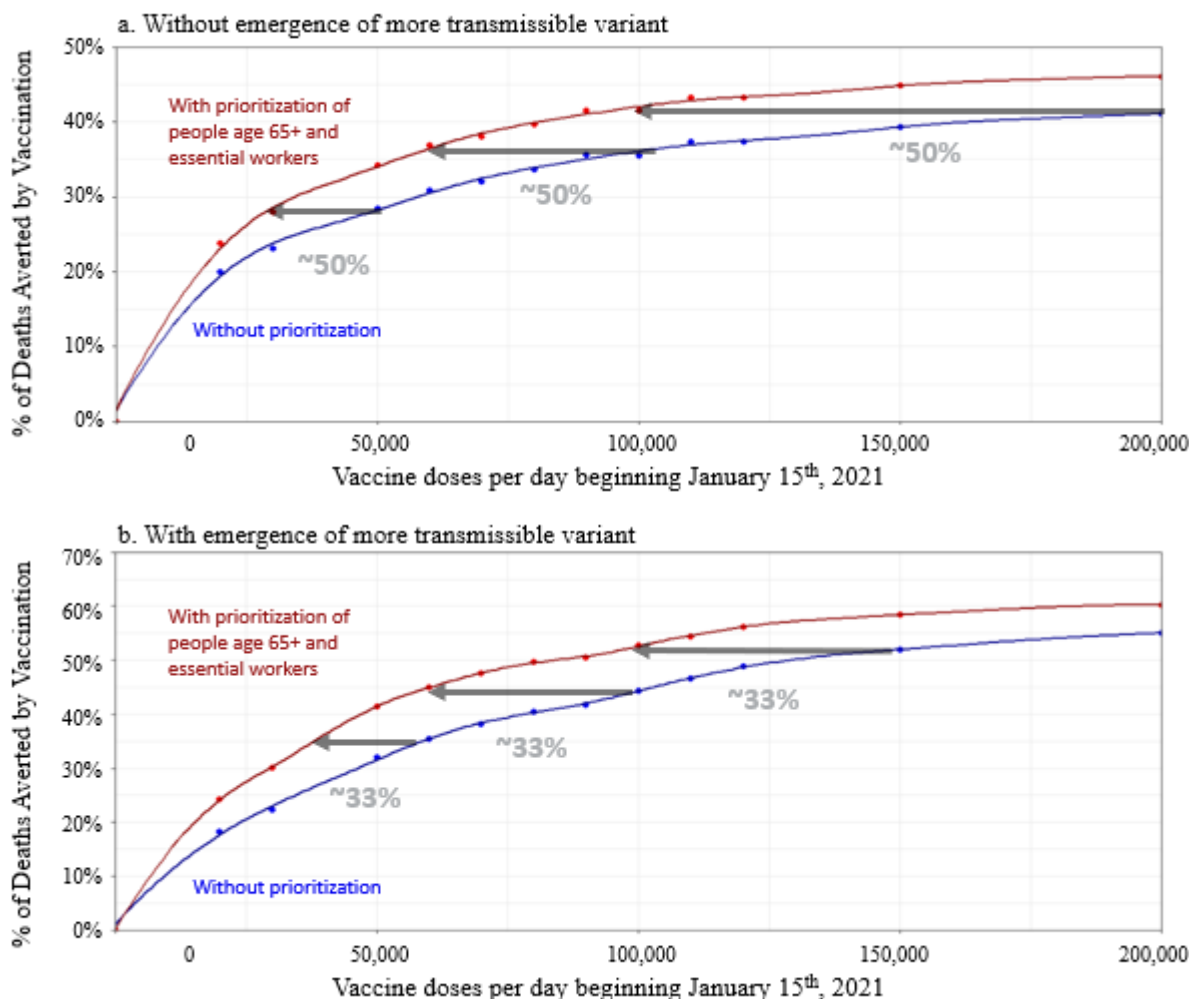 a. Without emergence of more transmissible variant
% of Deaths Averted by Vaccination
50%
40%
30%
20%
10%
0%
With prioritization of
people age 65+ and
essential workers
~50%
~50%
~50%
Without prioritization
0
50,000
100,000
150,000
200,000
Vaccine doses per day beginning January 15th, 2021
b. With emergence of more transmissible variant
% of Deaths Averted by Vaccination
70%
60%
50%
40%
30%
20%
10%
0%
With prioritization of
people age 65+ and
essential workers
~33%
~33%
~33%
Without prioritization
0
50,000
100,000
150,000
200,000
Vaccine doses per day beginning January 15th, 2021